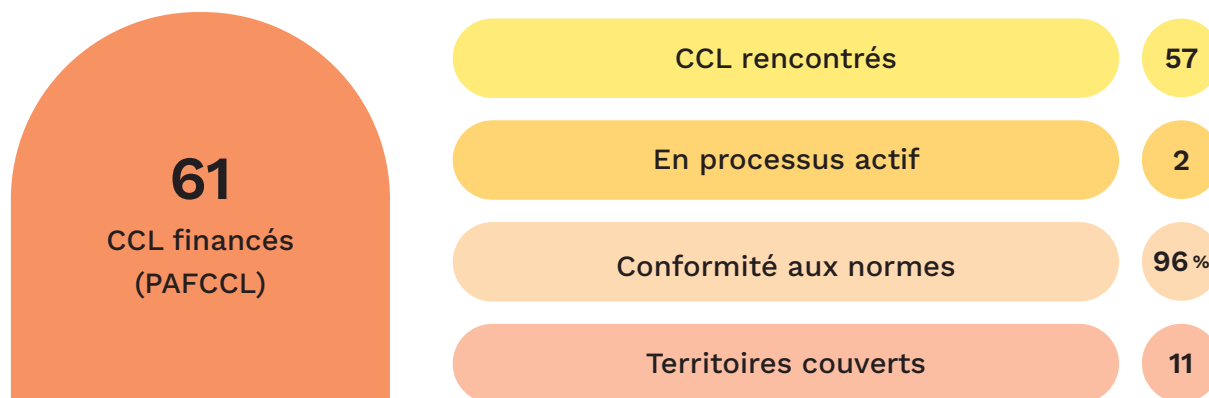 61
CCL financés
(PAFCCL)
CCL rencontrés 57
En processus actif 2
Conformité aux normes 96 %
Territoires couverts 11